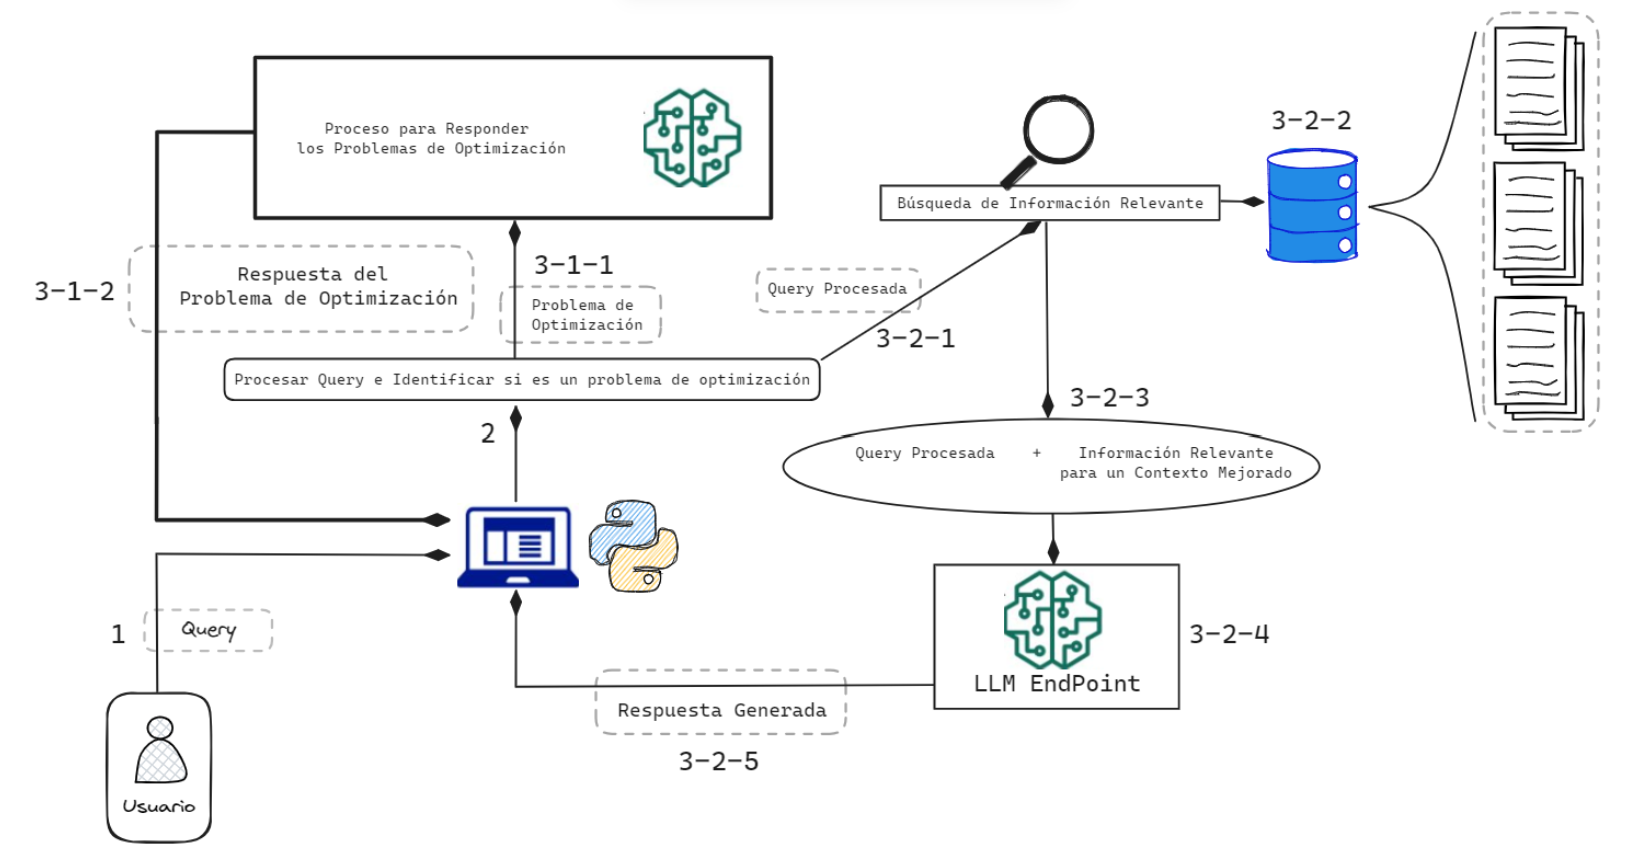 Proceso para Responder
los Problemas de Optimización
3-2-2
Búsqueda de Información Relevante
3-1-2
Respuesta del
Problema de Optimización
3-1-1
Problema de
Optimización
Query Procesada
3-2-1
Procesar Query e Identificar si es un problema de optimización
2
3-2-3
Query Procesada + Información Relevante
para un Contexto Mejorado
1
Query
LLM EndPoint
3-2-4
Respuesta Generada
3-2-5
Usuario